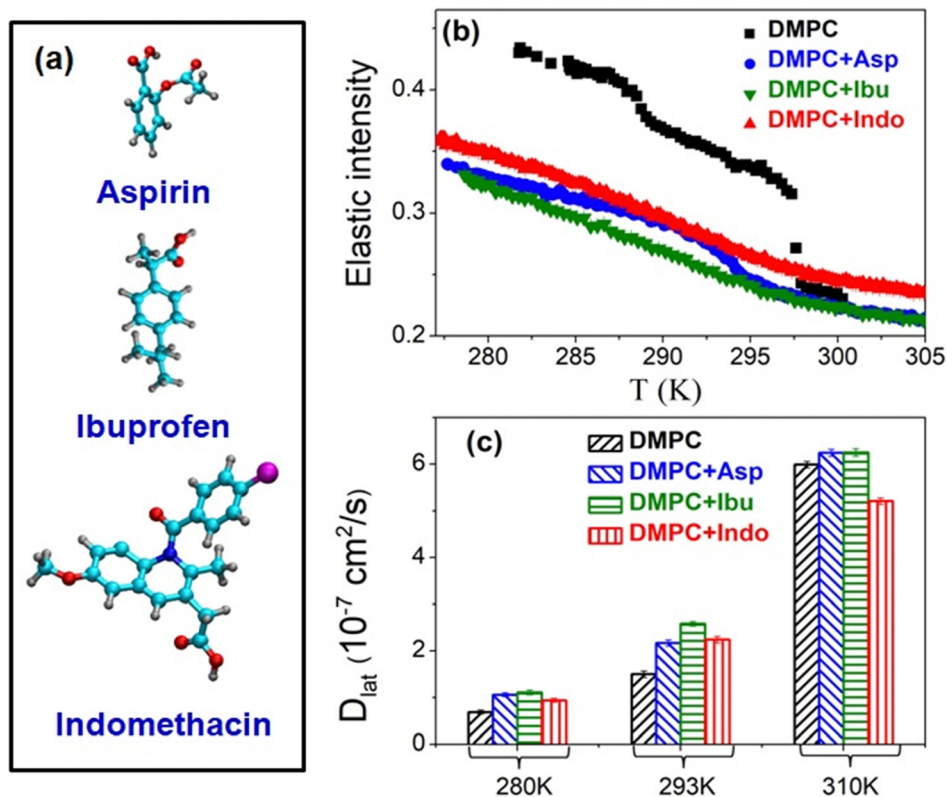 (a)
Aspirin
Ibuprofen
Indomethacin
(b)
DMPC
DMPC+Asp
DMPC+Ibu
DMPC+Indo
Elastic intensity
0.4
0.3
0.2
280 285 290 295 300 305
T (K)
(c)
DMPC
DMPC+Asp
DMPC+Ibu
DMPC+Indo
D_lat (10^-7 cm^2/s)
6
4
2
0
280K 293K 310K